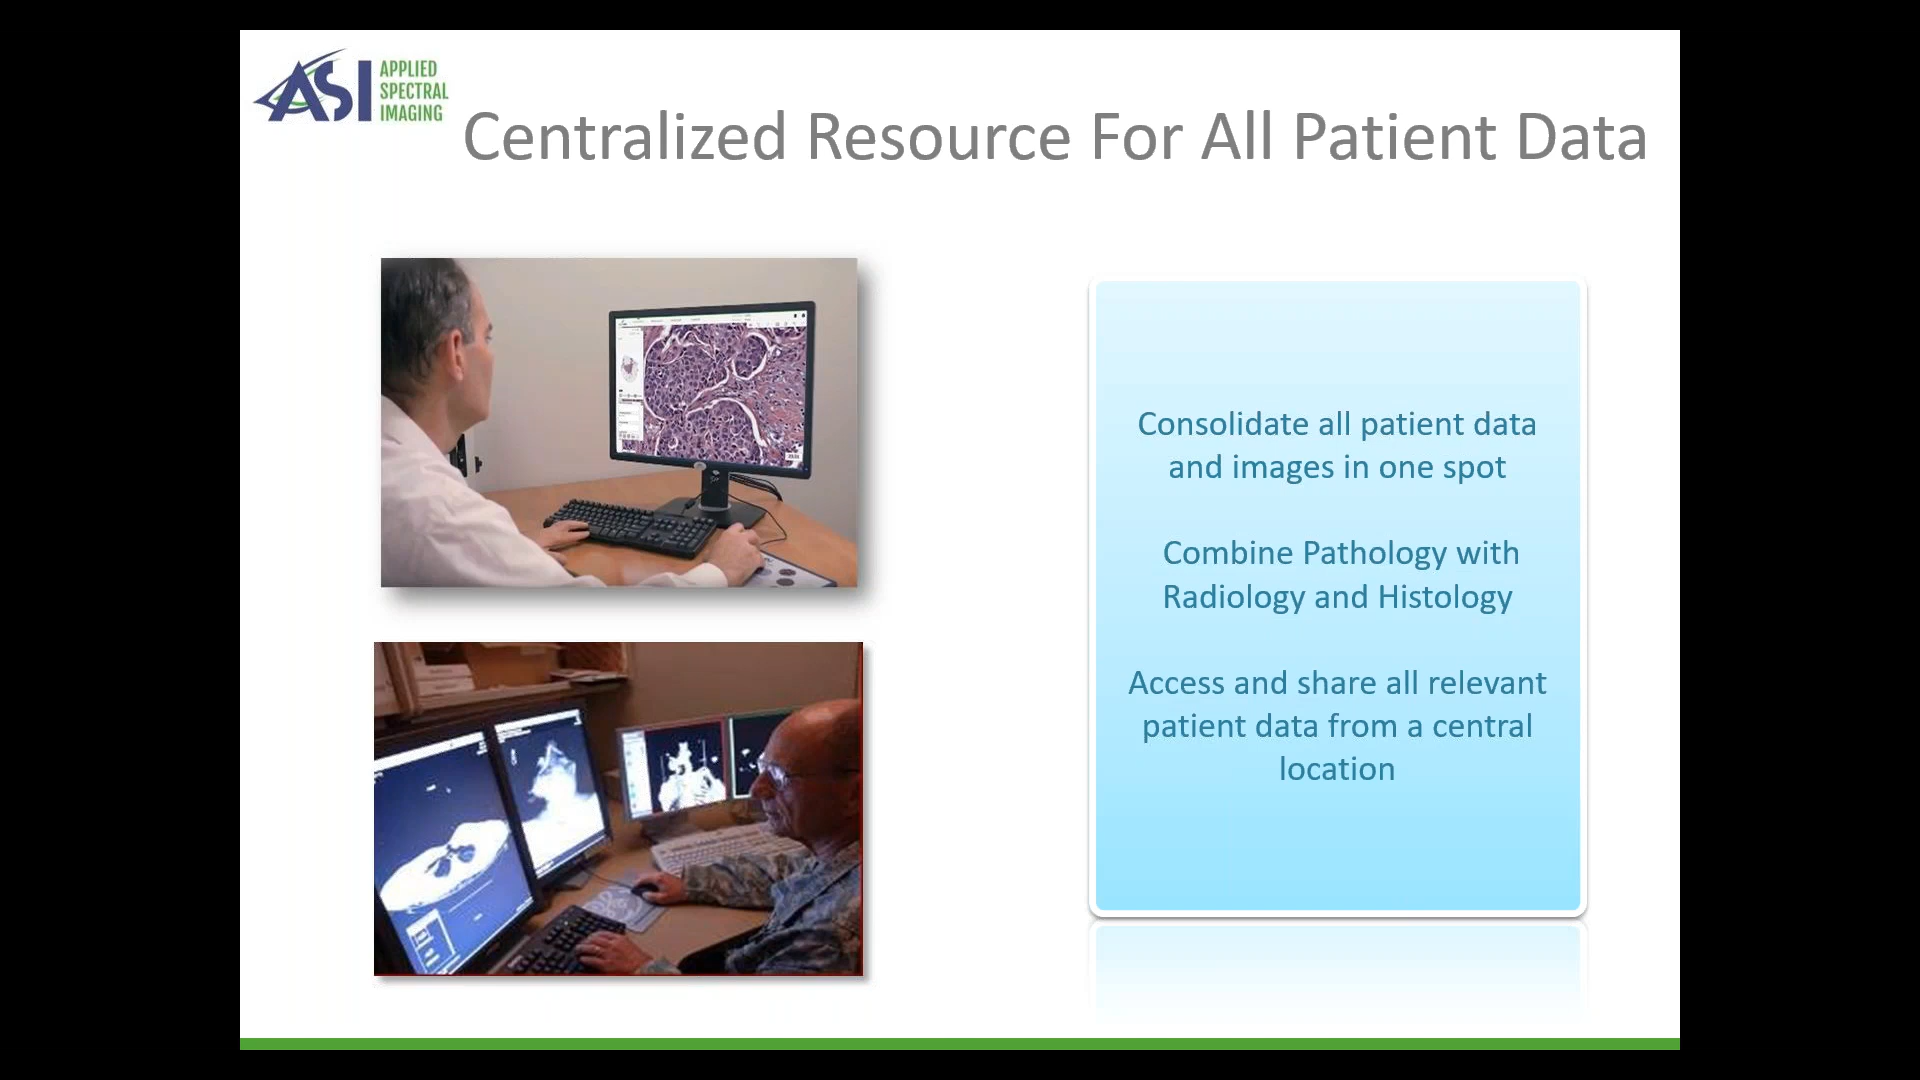 ASI
APPLIED
SPECTRAL
IMAGING
Centralized Resource For All Patient Data
Consolidate all patient data
and images in one spot
Combine Pathology with
Radiology and Histology
Access and share all relevant
patient data from a central
location